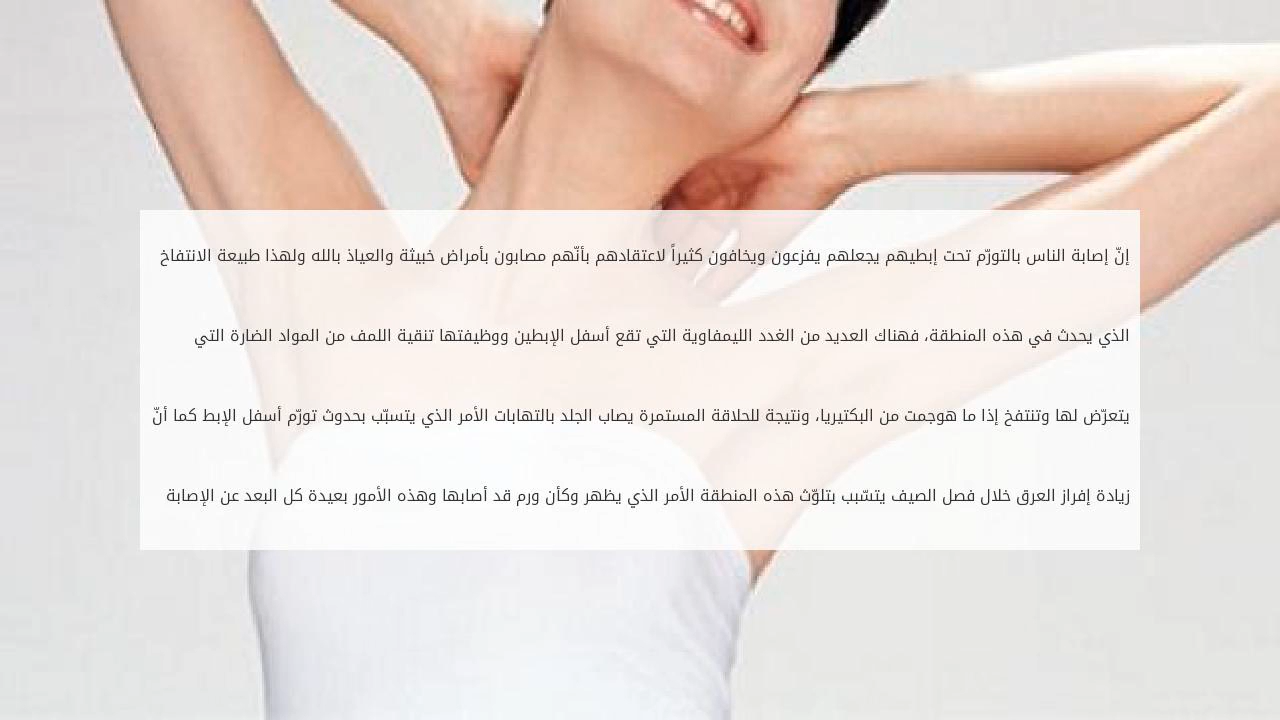 إنّ إصابة الناس بالتورّم تحت إبطيهم يجعلهم يفزعون ويخافون كثيراً لاعتقادهم بأنّهم مصابون بأمراض خبيثة والعياذ بالله ولهذا طبيعة الانتفاخ
الذي يحدث في هذه المنطقة، فهناك العديد من الغدد الليمفاوية التي تقع أسفل الإبطين ووظيفتها تنقية اللمف من المواد الضارة التي
يتعرّض لها وتنتفخ إذا ما هوجمت من البكتيريا، ونتيجة للحلاقة المستمرة يصاب الجلد بالتهابات الأمر الذي يتسبّب بحدوث تورّم أسفل الإبط كما أنّ
زيادة إفراز العرق خلال فصل الصيف يتسّبب بتلوّث هذه المنطقة الأمر الذي يظهر وكأن ورم قد أصابها وهذه الأمور بعيدة كل البعد عن الإصابة